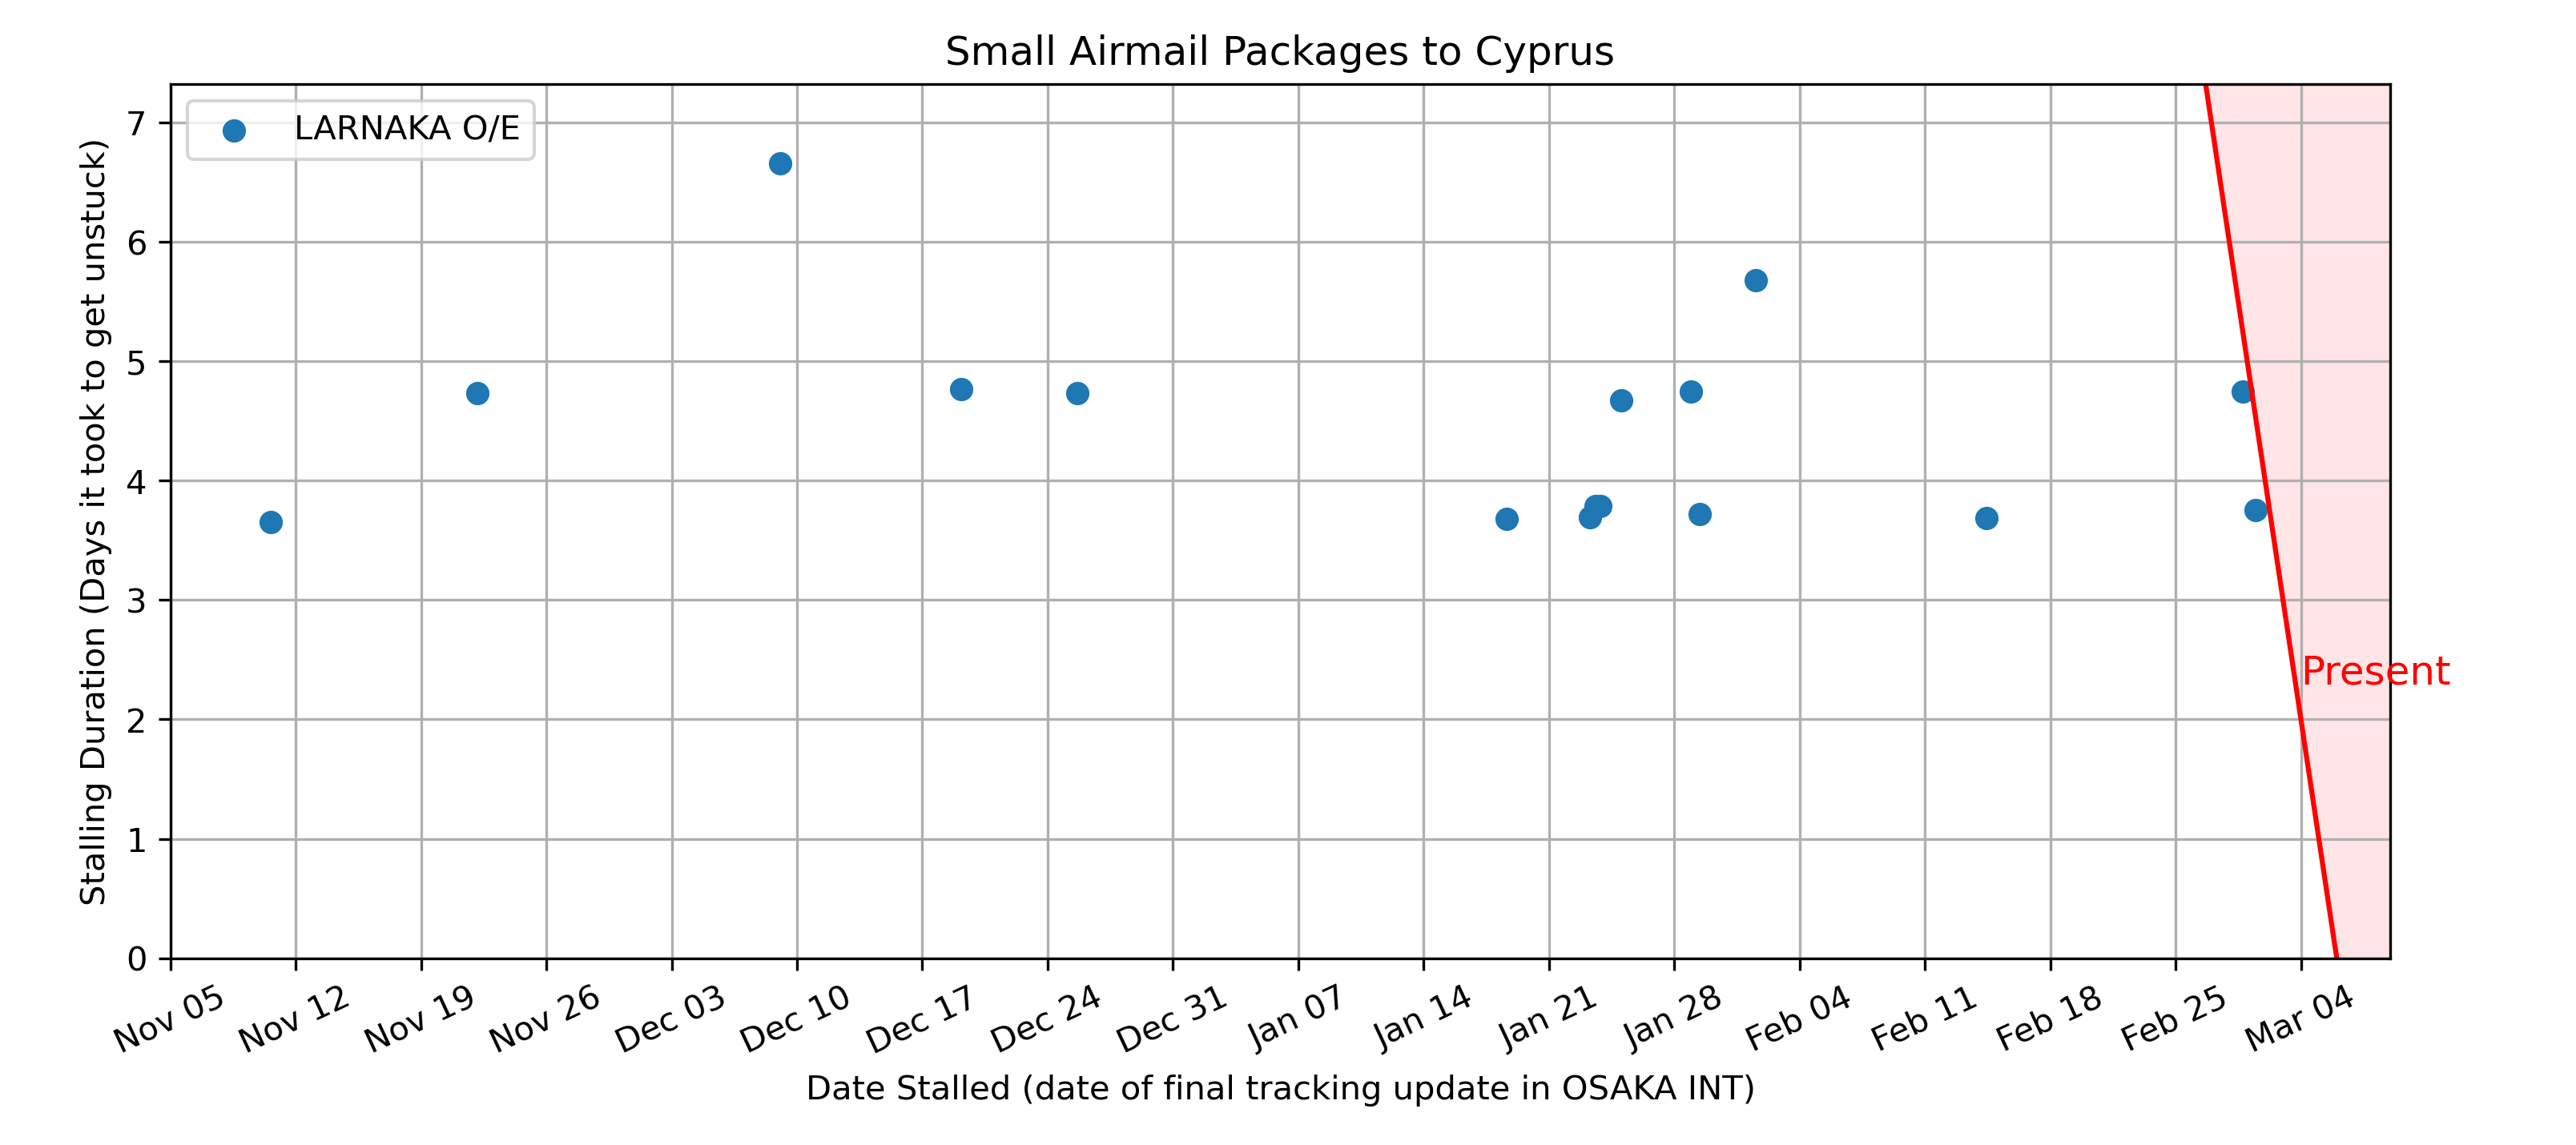 Small Airmail Packages to Cyprus
LARNAKA O/E
Stalling Duration (Days it took to get unstuck)
7
6
5
4
3
2
1
0
Present
Nov 05
Nov 12
Nov 19
Nov 26
Dec 03
Dec 10
Dec 17
Dec 24
Dec 31
Jan 07
Jan 14
Jan 21
Jan 28
Feb 04
Feb 11
Feb 18
Feb 25
Mar 04
Date Stalled (date of final tracking update in OSAKA INT)